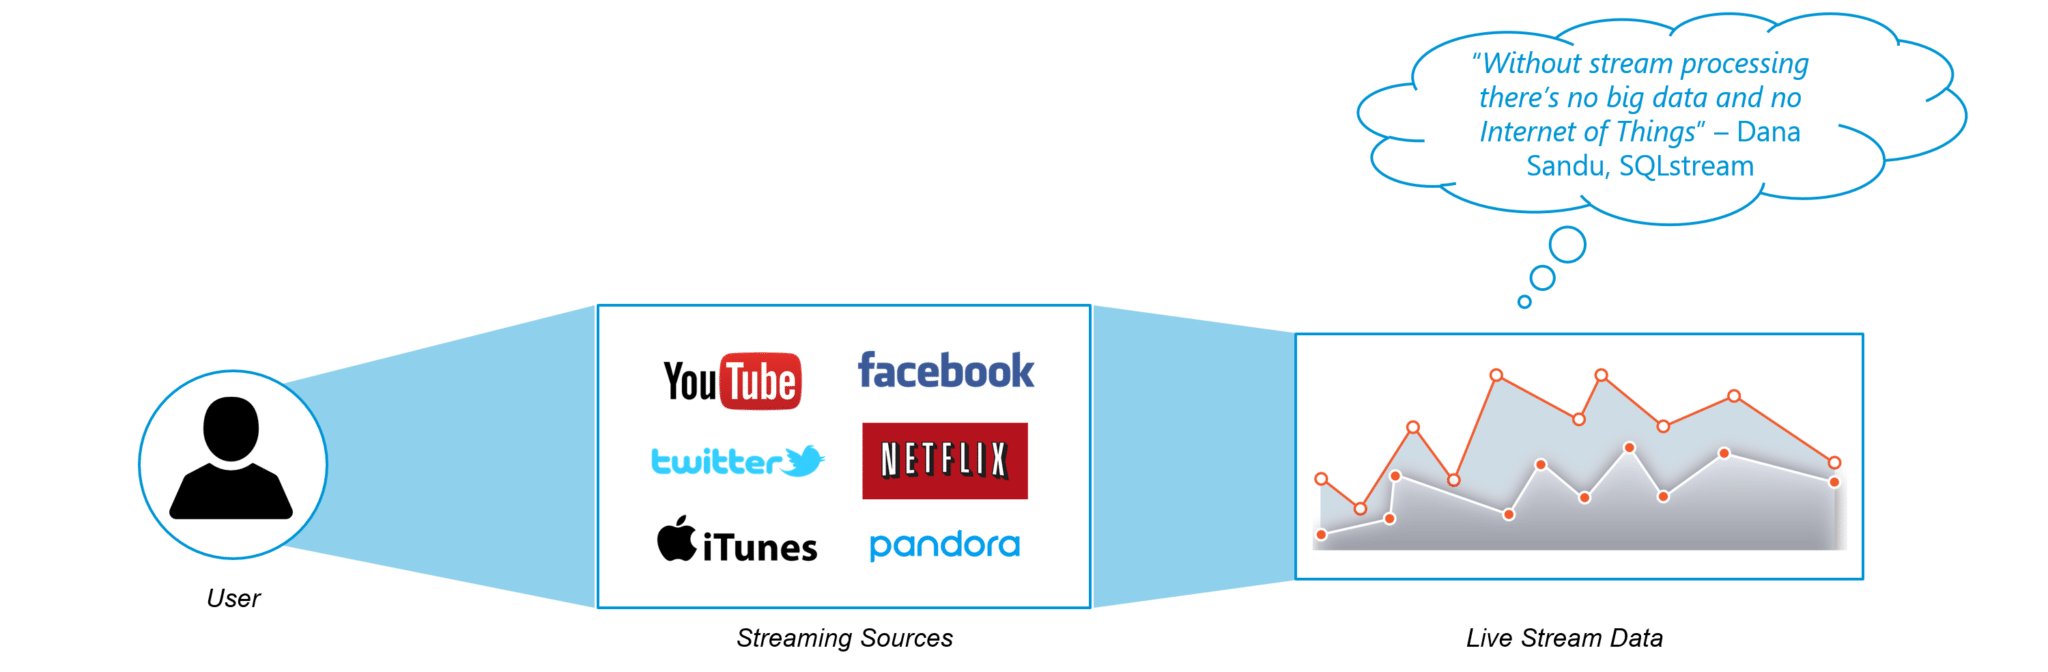 “Without stream processing
there’s no big data and no
Internet of Things” – Dana
Sandu, SQLstream
YouTube
facebook
twitter
NETFLIX
iTunes
pandora
User
Streaming Sources
Live Stream Data